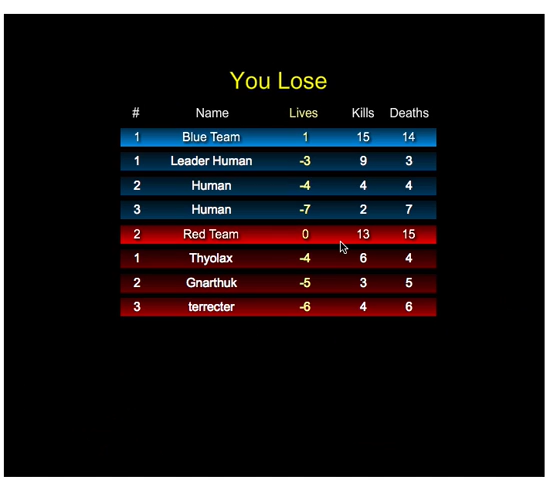 You Lose
# Name Lives Kills Deaths
1 Blue Team 1 15 14
1 Leader Human -3 9 3
2 Human -4 4 4
3 Human -7 2 7
2 Red Team 0 13 15
1 Thyolax -4 6 4
2 Gnarthuk -5 3 5
3 terrecter -6 4 6